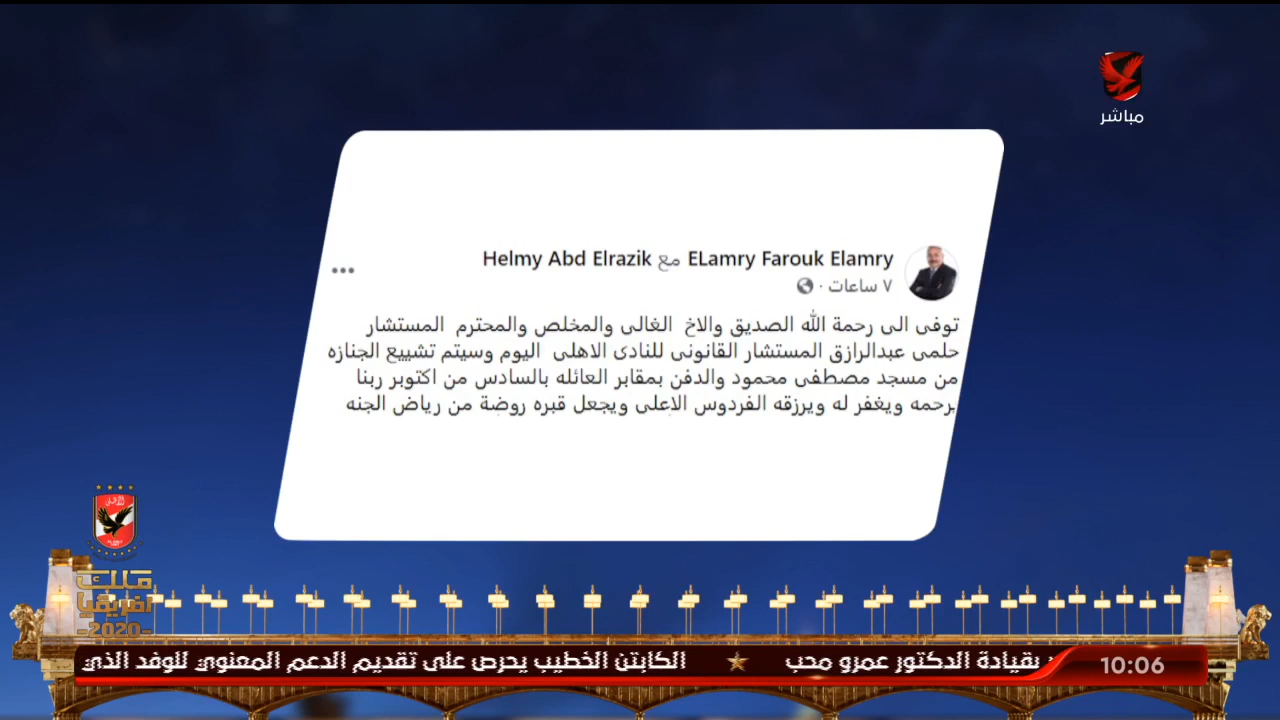 مباشر
ELamry Farouk Elamry مع Helmy Abd Elrazik
٧ ساعات ·
توفى الى رحمة الله الصديق والاخ الغالى والمخلص والمحترم المستشار
حلمى عبدالرازق المستشار القانونى للنادى الاهلى اليوم وسيتم تشييع الجنازه
من مسجد مصطفى محمود والدفن بمقابر العائله بالسادس من اكتوبر ربنا
يرحمه ويغفر له ويرزقه الفردوس الاعلى ويجعل قبره روضة من رياض الجنه
الأهلي
ملك
افريقيا
-2020-
بقيادة الدكتور عمرو محب ★ الكابتن الخطيب يحرص على تقديم الدعم المعنوي للوفد الذي
10:06